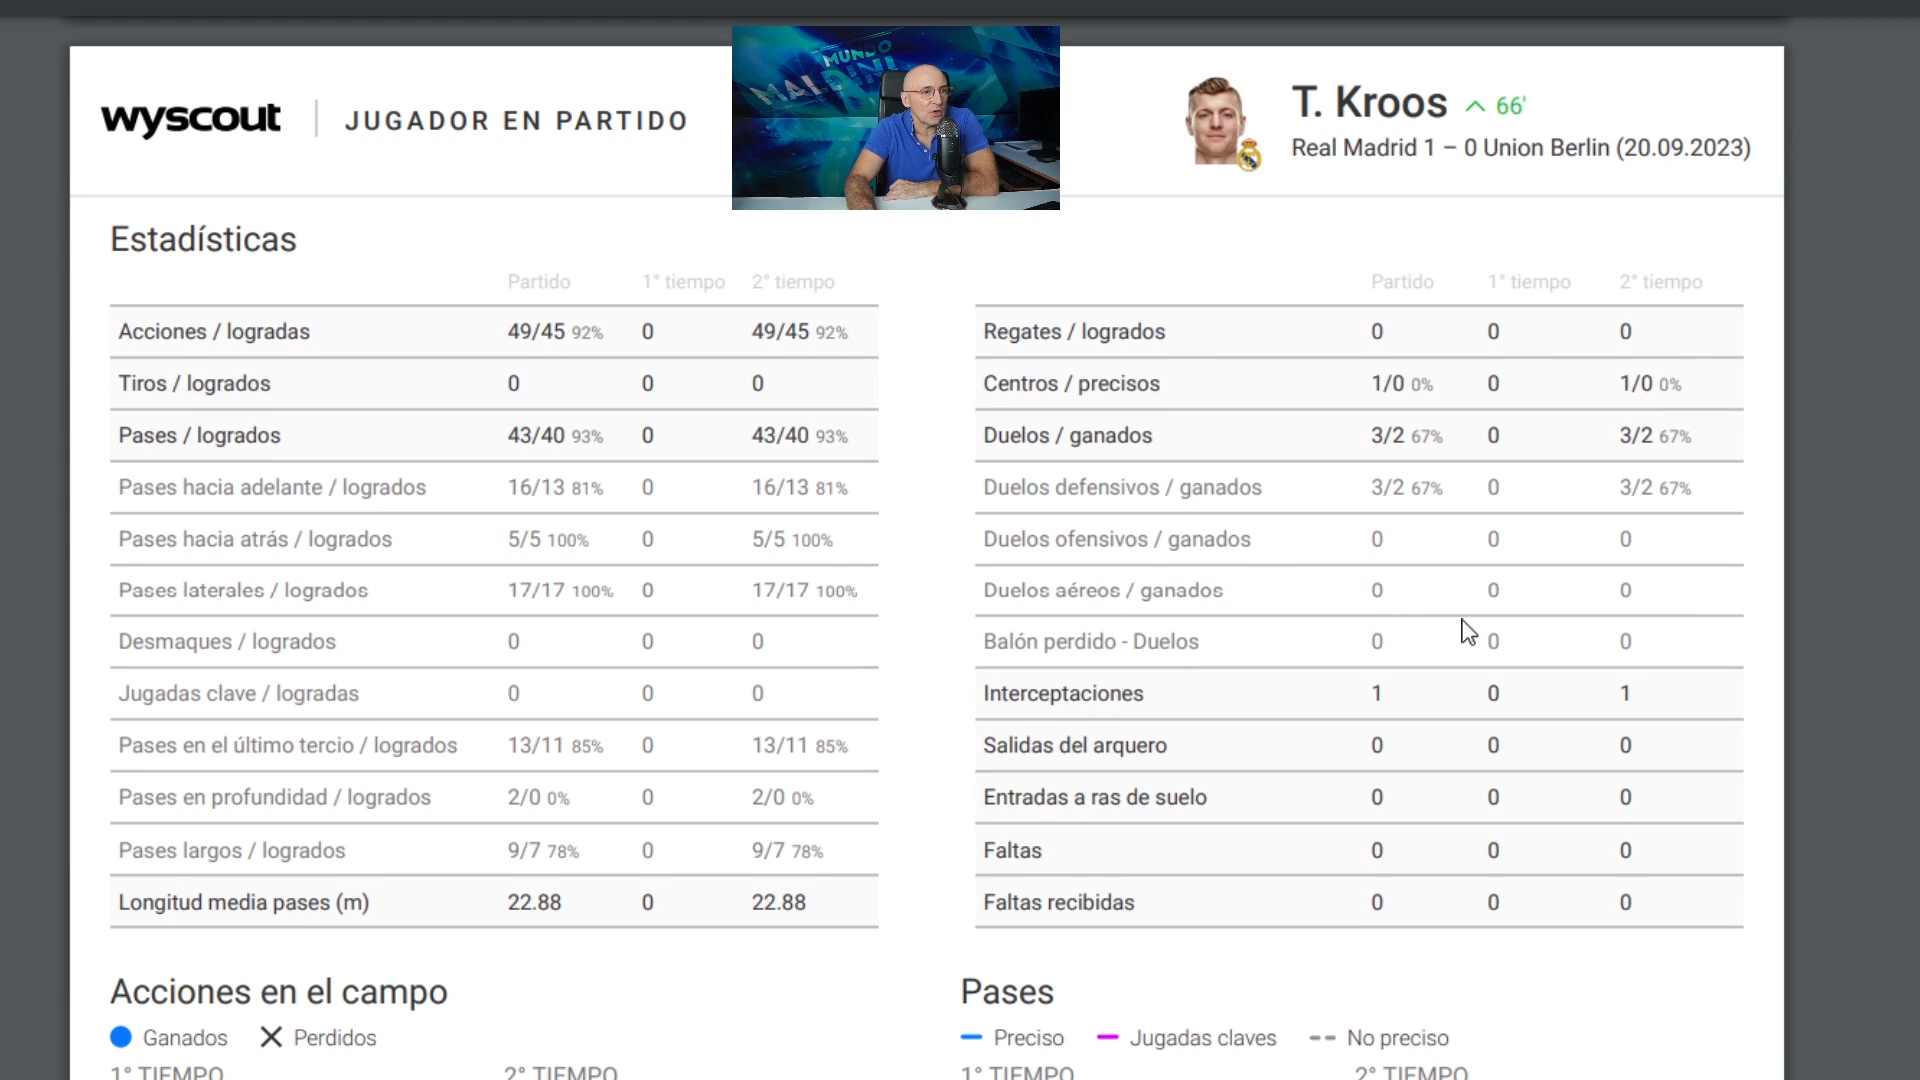 wyscout | JUGADOR EN PARTIDO
MUNDO
MALDINI
T. Kroos 66'
Real Madrid 1 – 0 Union Berlin (20.09.2023)
Estadísticas
Partido 1° tiempo 2° tiempo
Acciones / logradas 49/45 92% 0 49/45 92%
Tiros / logrados 0 0 0
Pases / logrados 43/40 93% 0 43/40 93%
Pases hacia adelante / logrados 16/13 81% 0 16/13 81%
Pases hacia atrás / logrados 5/5 100% 0 5/5 100%
Pases laterales / logrados 17/17 100% 0 17/17 100%
Desmaques / logrados 0 0 0
Jugadas clave / logradas 0 0 0
Pases en el último tercio / logrados 13/11 85% 0 13/11 85%
Pases en profundidad / logrados 2/0 0% 0 2/0 0%
Pases largos / logrados 9/7 78% 0 9/7 78%
Longitud media pases (m) 22.88 0 22.88
Partido 1° tiempo 2° tiempo
Regates / logrados 0 0 0
Centros / precisos 1/0 0% 0 1/0 0%
Duelos / ganados 3/2 67% 0 3/2 67%
Duelos defensivos / ganados 3/2 67% 0 3/2 67%
Duelos ofensivos / ganados 0 0 0
Duelos aéreos / ganados 0 0 0
Balón perdido - Duelos 0 0 0
Interceptaciones 1 0 1
Salidas del arquero 0 0 0
Entradas a ras de suelo 0 0 0
Faltas 0 0 0
Faltas recibidas 0 0 0
Acciones en el campo
Ganados Perdidos
1° TIEMPO 2° TIEMPO
Pases
Preciso Jugadas claves No preciso
1° TIEMPO 2° TIEMPO